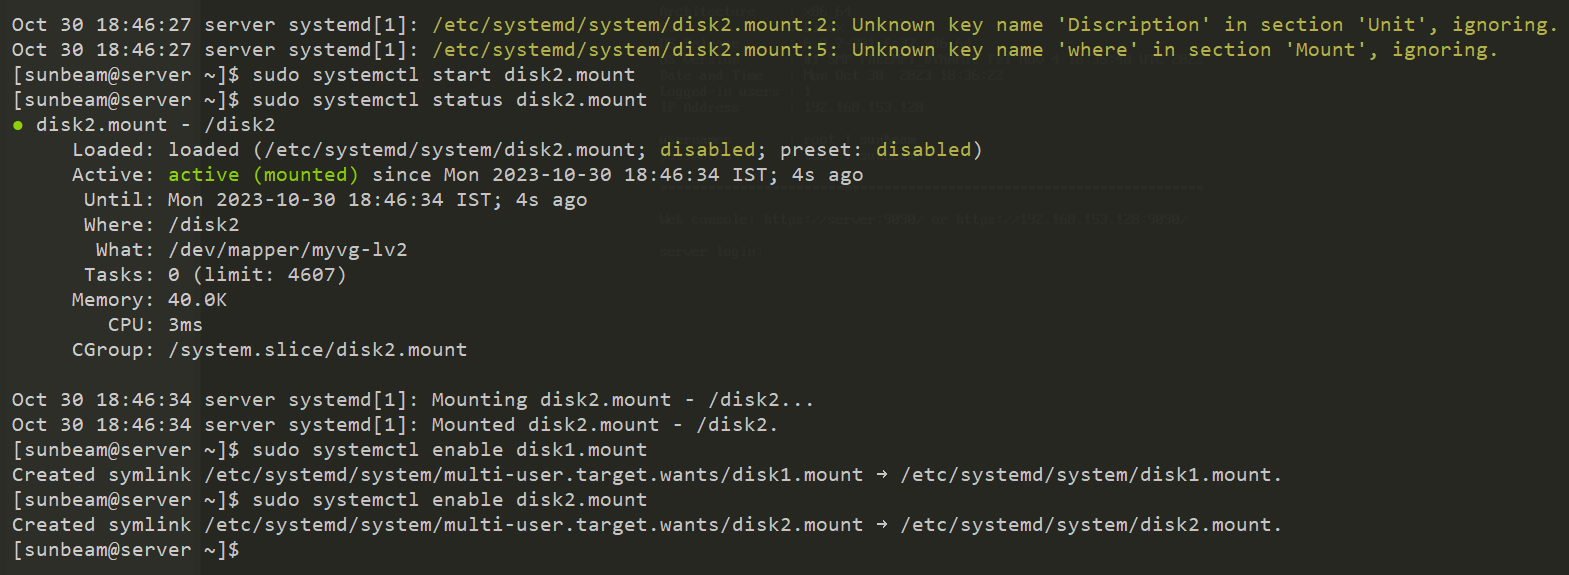 Oct 30 18:46:27 server systemd[1]: /etc/systemd/system/disk2.mount:2: Unknown key name 'Discription' in section 'Unit', ignoring.
Oct 30 18:46:27 server systemd[1]: /etc/systemd/system/disk2.mount:5: Unknown key name 'where' in section 'Mount', ignoring.
[sunbeam@server ~]$ sudo systemctl start disk2.mount
[sunbeam@server ~]$ sudo systemctl status disk2.mount
● disk2.mount - /disk2
     Loaded: loaded (/etc/systemd/system/disk2.mount; disabled; preset: disabled)
     Active: active (mounted) since Mon 2023-10-30 18:46:34 IST; 4s ago
      Until: Mon 2023-10-30 18:46:34 IST; 4s ago
      Where: /disk2
       What: /dev/mapper/myvg-lv2
      Tasks: 0 (limit: 4607)
     Memory: 40.0K
        CPU: 3ms
     CGroup: /system.slice/disk2.mount
Oct 30 18:46:34 server systemd[1]: Mounting disk2.mount - /disk2...
Oct 30 18:46:34 server systemd[1]: Mounted disk2.mount - /disk2.
[sunbeam@server ~]$ sudo systemctl enable disk1.mount
Created symlink /etc/systemd/system/multi-user.target.wants/disk1.mount → /etc/systemd/system/disk1.mount.
[sunbeam@server ~]$ sudo systemctl enable disk2.mount
Created symlink /etc/systemd/system/multi-user.target.wants/disk2.mount → /etc/systemd/system/disk2.mount.
[sunbeam@server ~]$